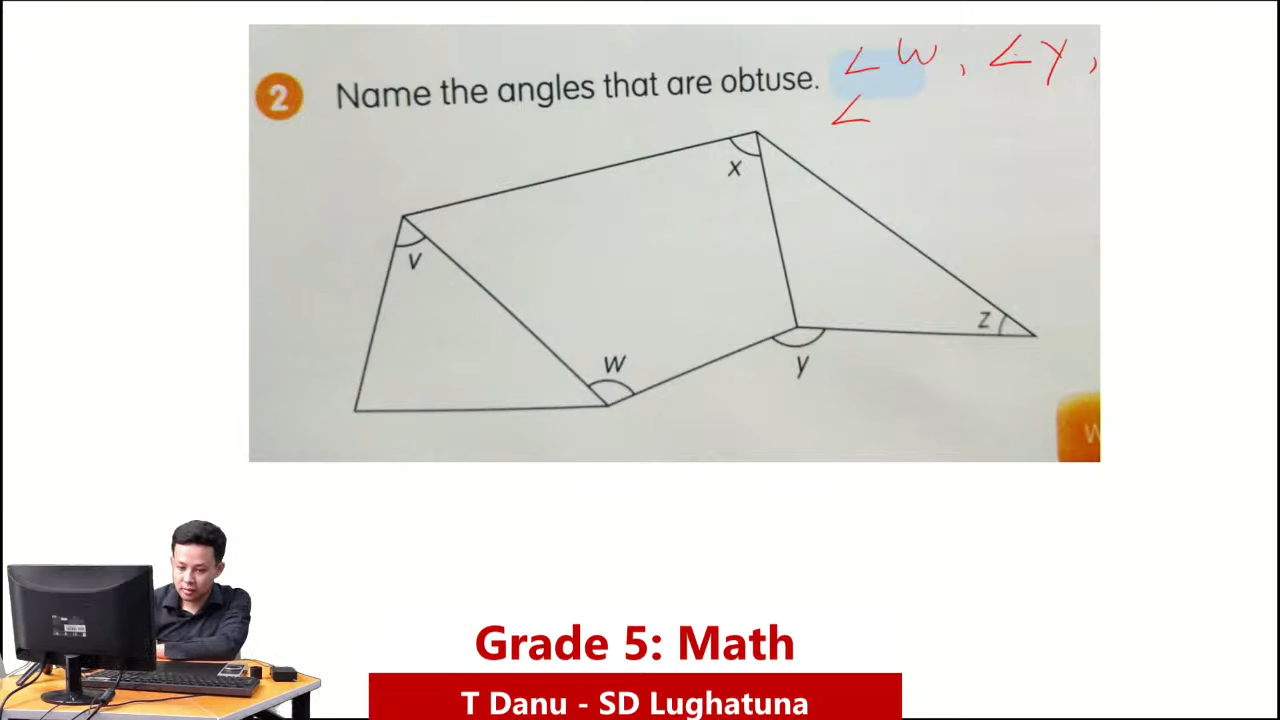 2 Name the angles that are obtuse. ∠W, ∠Y,
∠
x
v
z
w
y
W
Grade 5: Math
T Danu - SD Lughatuna